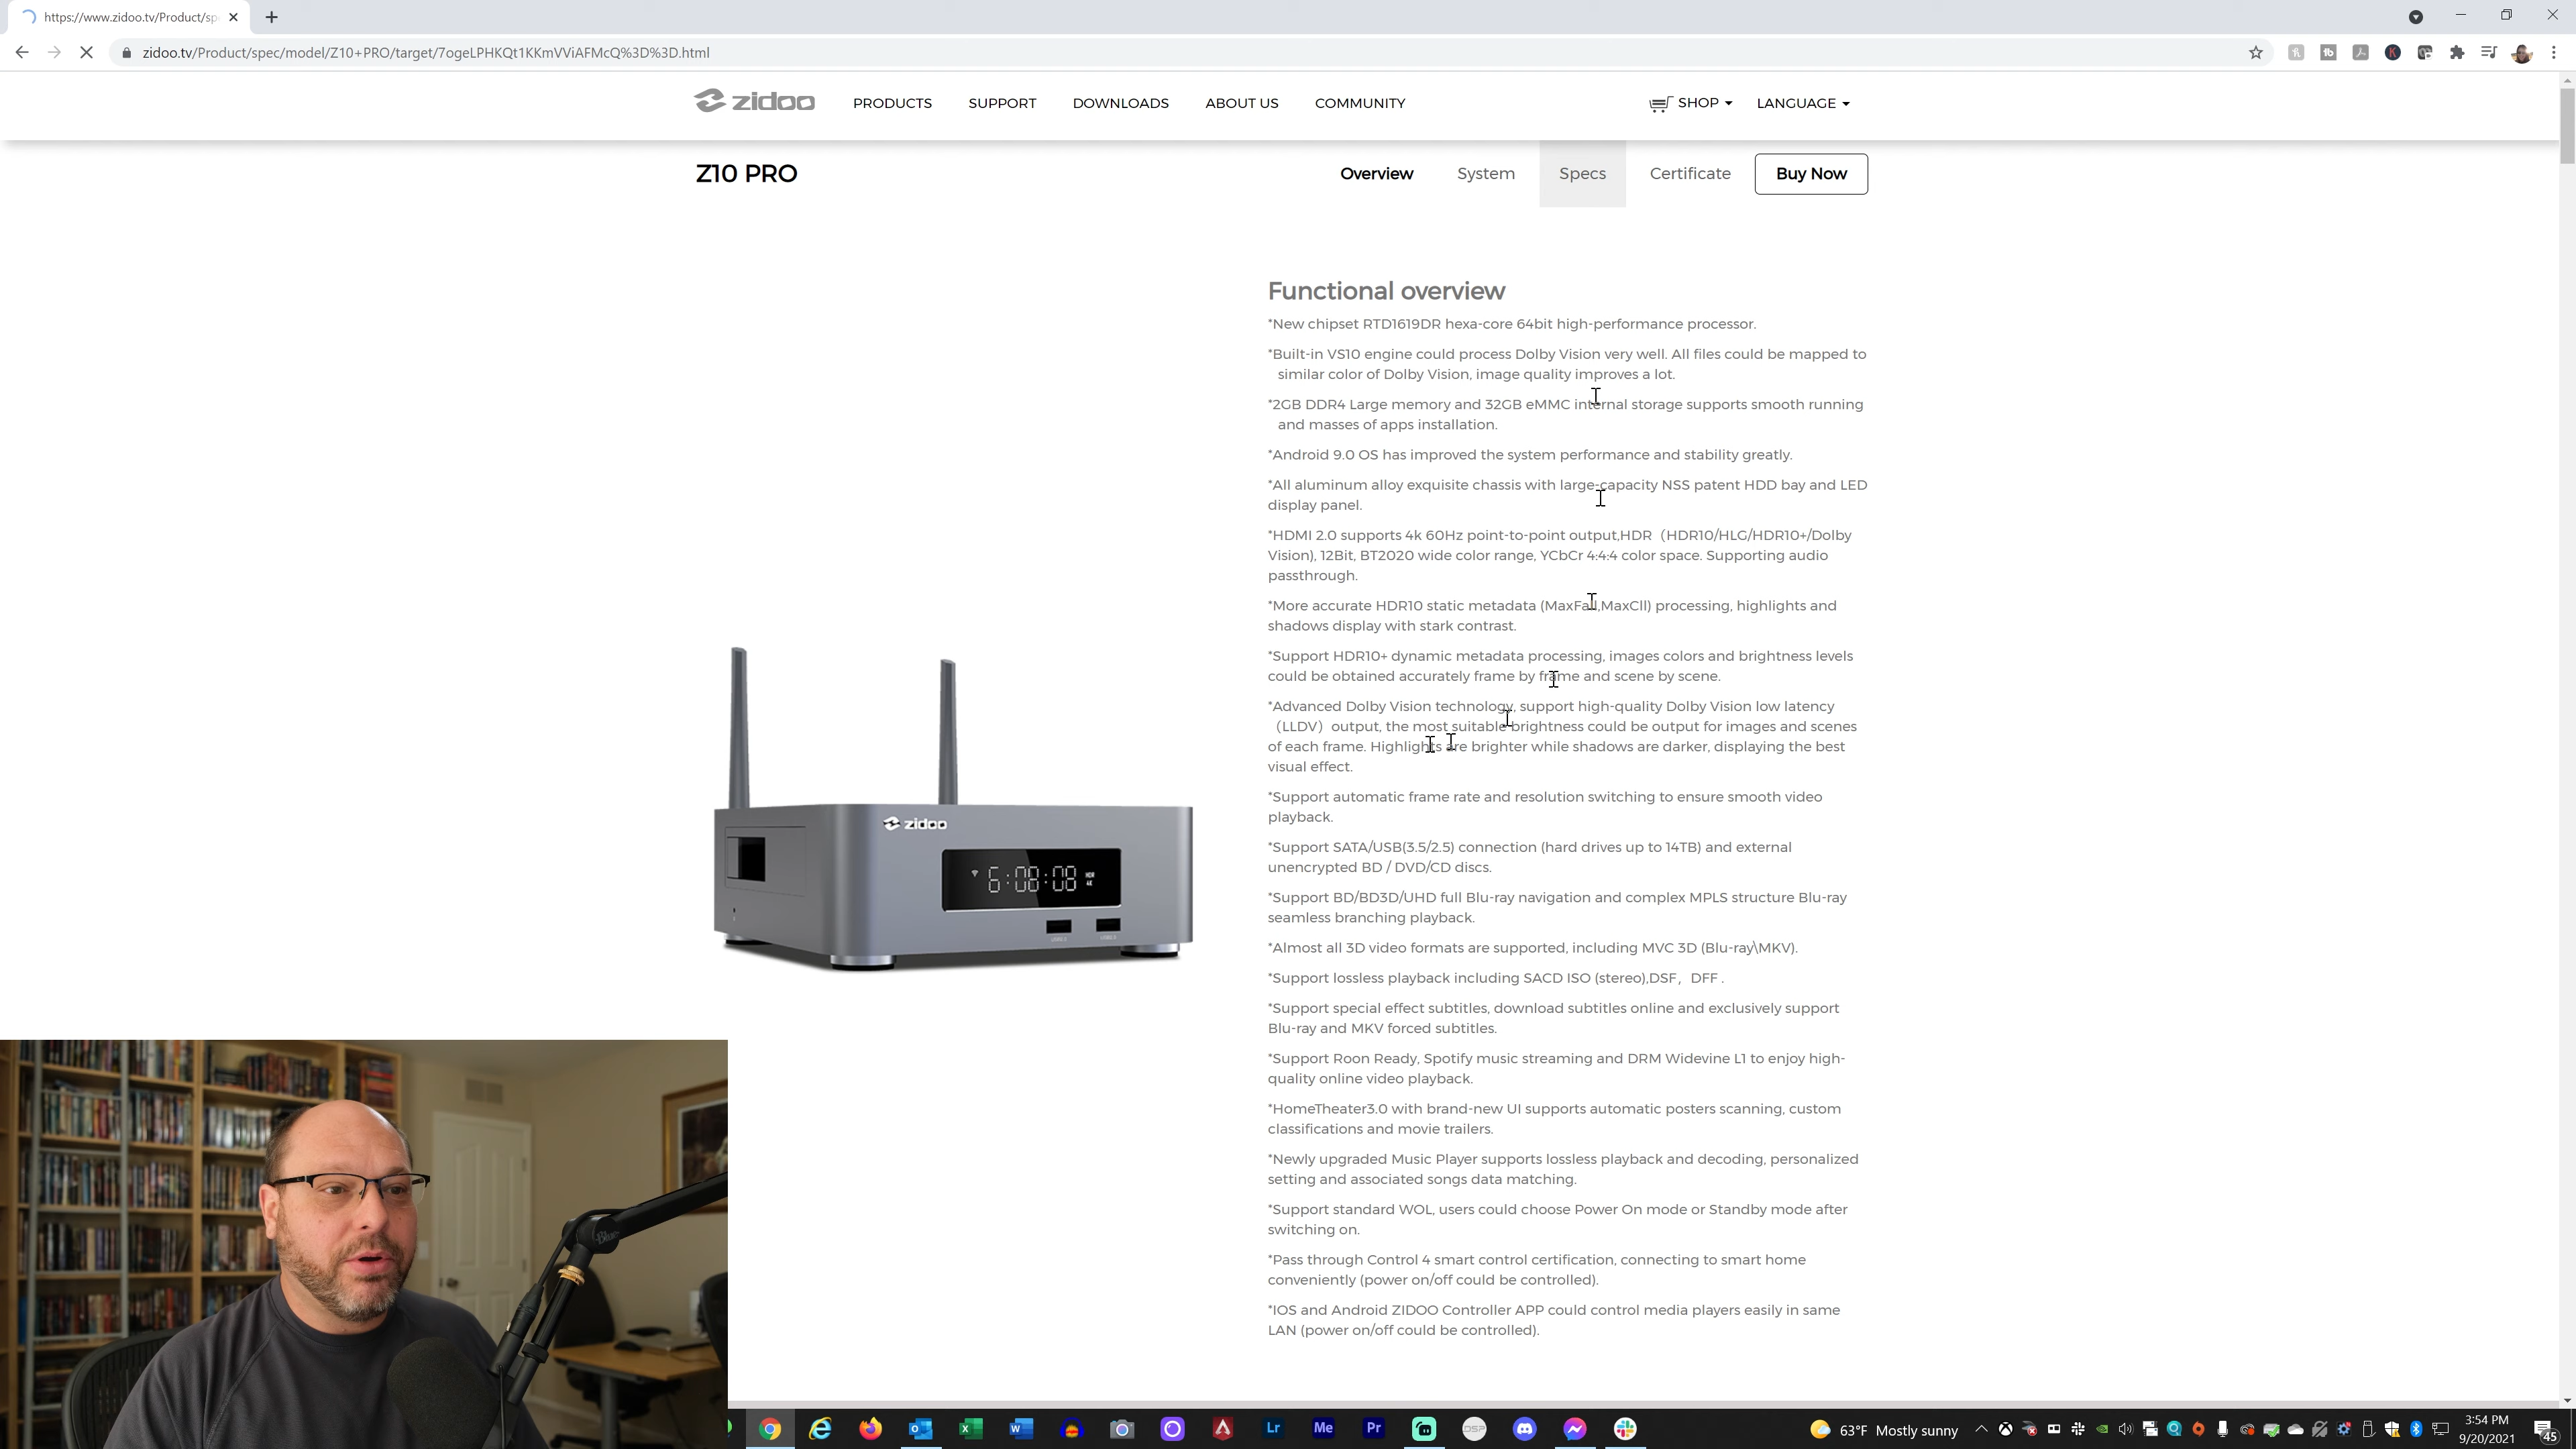 https://www.zidoo.tv/Product/sp
zidoo.tv/Product/spec/model/Z10+PRO/target/7ogeLPHKQt1KKmVViAFMcQ%3D%3D.html
zidoo PRODUCTS SUPPORT DOWNLOADS ABOUT US COMMUNITY SHOP LANGUAGE
Z10 PRO Overview System Specs Certificate Buy Now
Functional overview
*New chipset RTD1619DR hexa-core 64bit high-performance processor.
*Built-in VS10 engine could process Dolby Vision very well. All files could be mapped to
similar color of Dolby Vision, image quality improves a lot.
*2GB DDR4 Large memory and 32GB eMMC internal storage supports smooth running
and masses of apps installation.
*Android 9.0 OS has improved the system performance and stability greatly.
*All aluminum alloy exquisite chassis with large-capacity NSS patent HDD bay and LED
display panel.
*HDMI 2.0 supports 4k 60Hz point-to-point output,HDR（HDR10/HLG/HDR10+/Dolby
Vision), 12Bit, BT2020 wide color range, YCbCr 4:4:4 color space. Supporting audio
passthrough.
*More accurate HDR10 static metadata (MaxFall,MaxCll) processing, highlights and
shadows display with stark contrast.
*Support HDR10+ dynamic metadata processing, images colors and brightness levels
could be obtained accurately frame by frame and scene by scene.
*Advanced Dolby Vision technology, support high-quality Dolby Vision low latency
（LLDV）output, the most suitable brightness could be output for images and scenes
of each frame. Highlights are brighter while shadows are darker, displaying the best
visual effect.
*Support automatic frame rate and resolution switching to ensure smooth video
playback.
*Support SATA/USB(3.5/2.5) connection (hard drives up to 14TB) and external
unencrypted BD / DVD/CD discs.
*Support BD/BD3D/UHD full Blu-ray navigation and complex MPLS structure Blu-ray
seamless branching playback.
*Almost all 3D video formats are supported, including MVC 3D (Blu-ray\MKV).
*Support lossless playback including SACD ISO (stereo),DSF，DFF .
*Support special effect subtitles, download subtitles online and exclusively support
Blu-ray and MKV forced subtitles.
*Support Roon Ready, Spotify music streaming and DRM Widevine L1 to enjoy high-
quality online video playback.
*HomeTheater3.0 with brand-new UI supports automatic posters scanning, custom
classifications and movie trailers.
*Newly upgraded Music Player supports lossless playback and decoding, personalized
setting and associated songs data matching.
*Support standard WOL, users could choose Power On mode or Standby mode after
switching on.
*Pass through Control 4 smart control certification, connecting to smart home
conveniently (power on/off could be controlled).
*IOS and Android ZIDOO Controller APP could control media players easily in same
LAN (power on/off could be controlled).
zidoo
6:08:08 HDR
4K
Blue
Lr Me Pr DSP
63°F Mostly sunny
3:54 PM
9/20/2021
45